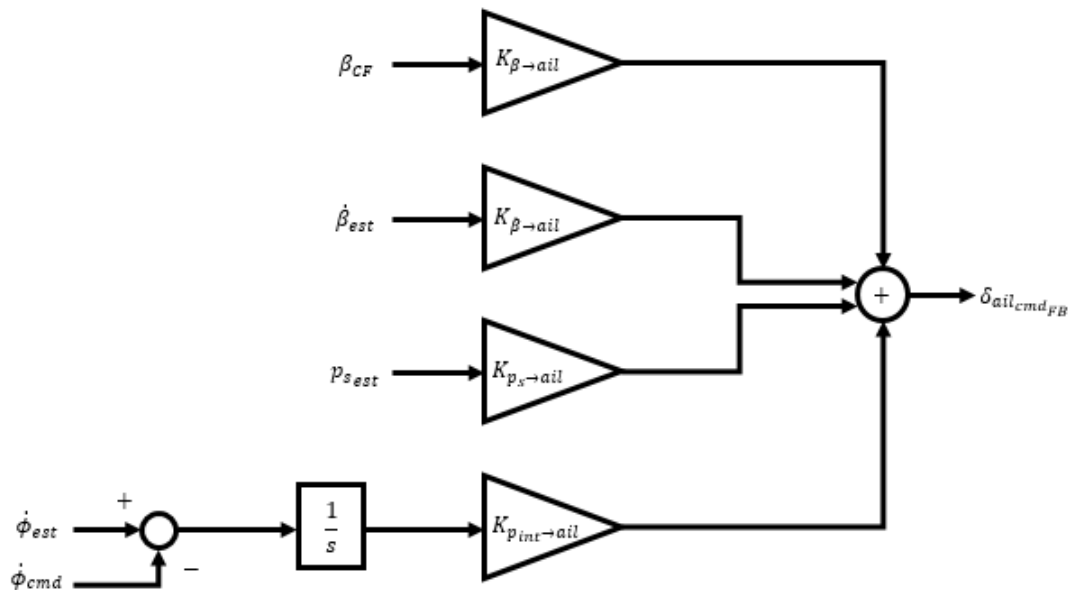 β_CF
K_β→ail
β̇_est
K_β̇→ail
+
δ_ail_cmd_FB
p_s_est
K_p_s→ail
+
1/s
K_p_int→ail
ϕ̇_est
−
ϕ̇_cmd